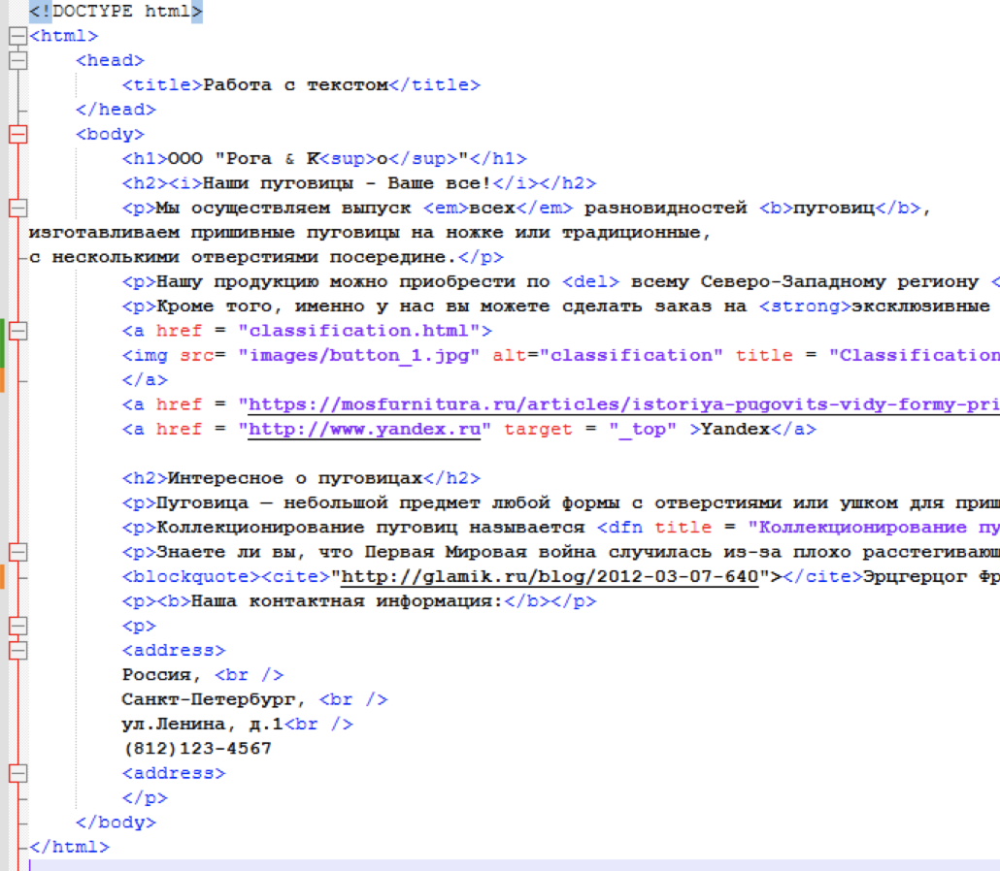 <!DOCTYPE html>
<html>
<head>
<title>Работа с текстом</title>
</head>
<body>
<h1>ООО "Рога & К<sup>о</sup>"</h1>
<h2><i>Наши пуговицы - Ваше все!</i></h2>
<p>Мы осуществляем выпуск <em>всех</em> разновидностей <b>пуговиц</b>,
изготавливаем пришивные пуговицы на ножке или традиционные,
с несколькими отверстиями посередине.</p>
<p>Нашу продукцию можно приобрести по <del> всему Северо-Западному региону <
<p>Кроме того, именно у нас вы можете сделать заказ на <strong>эксклюзивные
<a href = "classification.html">
<img src= "images/button_1.jpg" alt="classification" title = "Classification
</a>
<a href = "https://mosfurnitura.ru/articles/istoriya-pugovits-vidy-formy-pri
<a href = "http://www.yandex.ru" target = "_top" >Yandex</a>
<h2>Интересное о пуговицах</h2>
<p>Пуговица — небольшой предмет любой формы с отверстиями или ушком для приш
<p>Коллекционирование пуговиц называется <dfn title = "Коллекционирование пу
<p>Знаете ли вы, что Первая Мировая война случилась из-за плохо расстегивающ
<blockquote><cite>"http://glamik.ru/blog/2012-03-07-640"></cite>Эрцгерцог Фр
<p><b>Наша контактная информация:</b></p>
<p>
<address>
Россия, <br />
Санкт-Петербург, <br />
ул.Ленина, д.1<br />
(812)123-4567
<address>
</p>
</body>
</html>